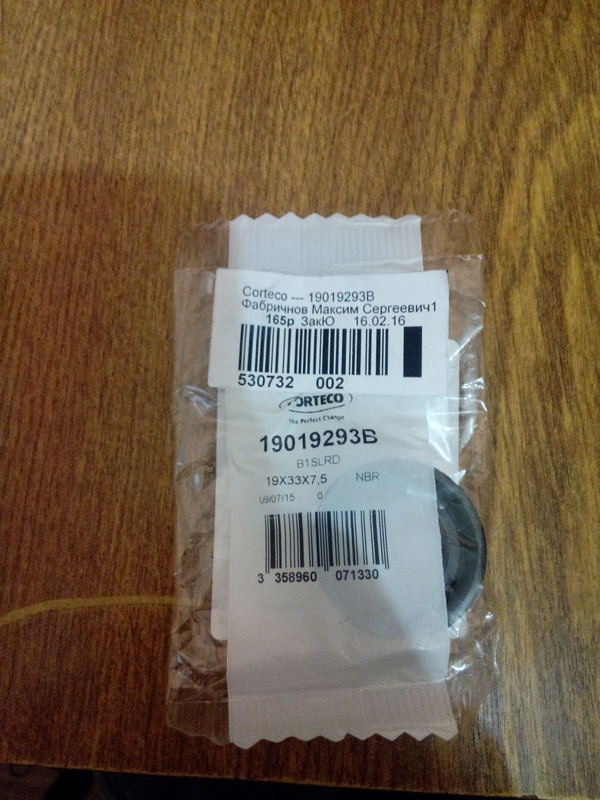 Corteco --- 19019293B
Фабричнов Максим Сергеевич1
165р ЗакЮ 16.02.16
530732 002
CORTECO
The Perfect Change
19019293B
B1SLRD
19X33X7,5 NBR
09/07/15 0
3 358960 071330